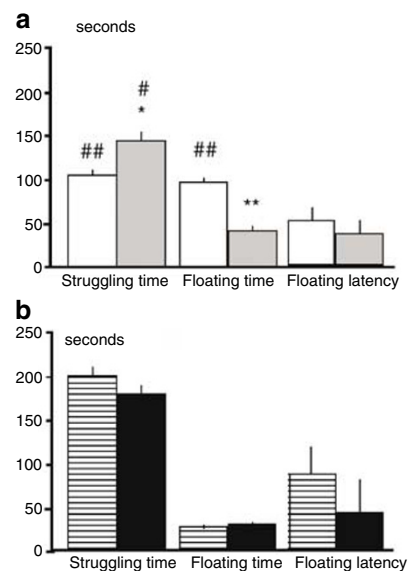 a
seconds
250
200
150
100
50
0
##
#
*
##
**
Struggling time Floating time Floating latency
b
seconds
250
200
150
100
50
0
Struggling time Floating time Floating latency